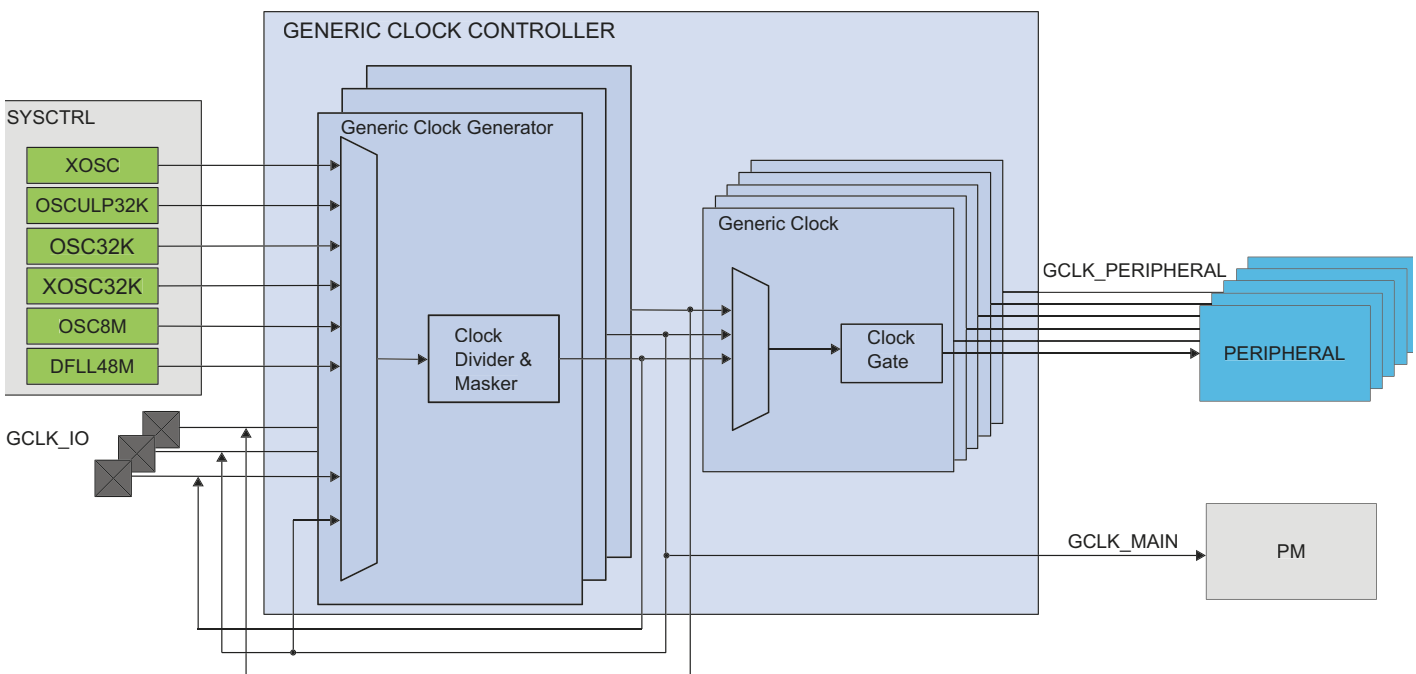 GENERIC CLOCK CONTROLLER
SYSCTRL
Generic Clock Generator
XOSC
OSCULP32K
OSC32K
XOSC32K
OSC8M
DFLL48M
GCLK_IO
Clock
Divider &
Masker
Generic Clock
Clock
Gate
GCLK_PERIPHERAL
PERIPHERAL
GCLK_MAIN
PM